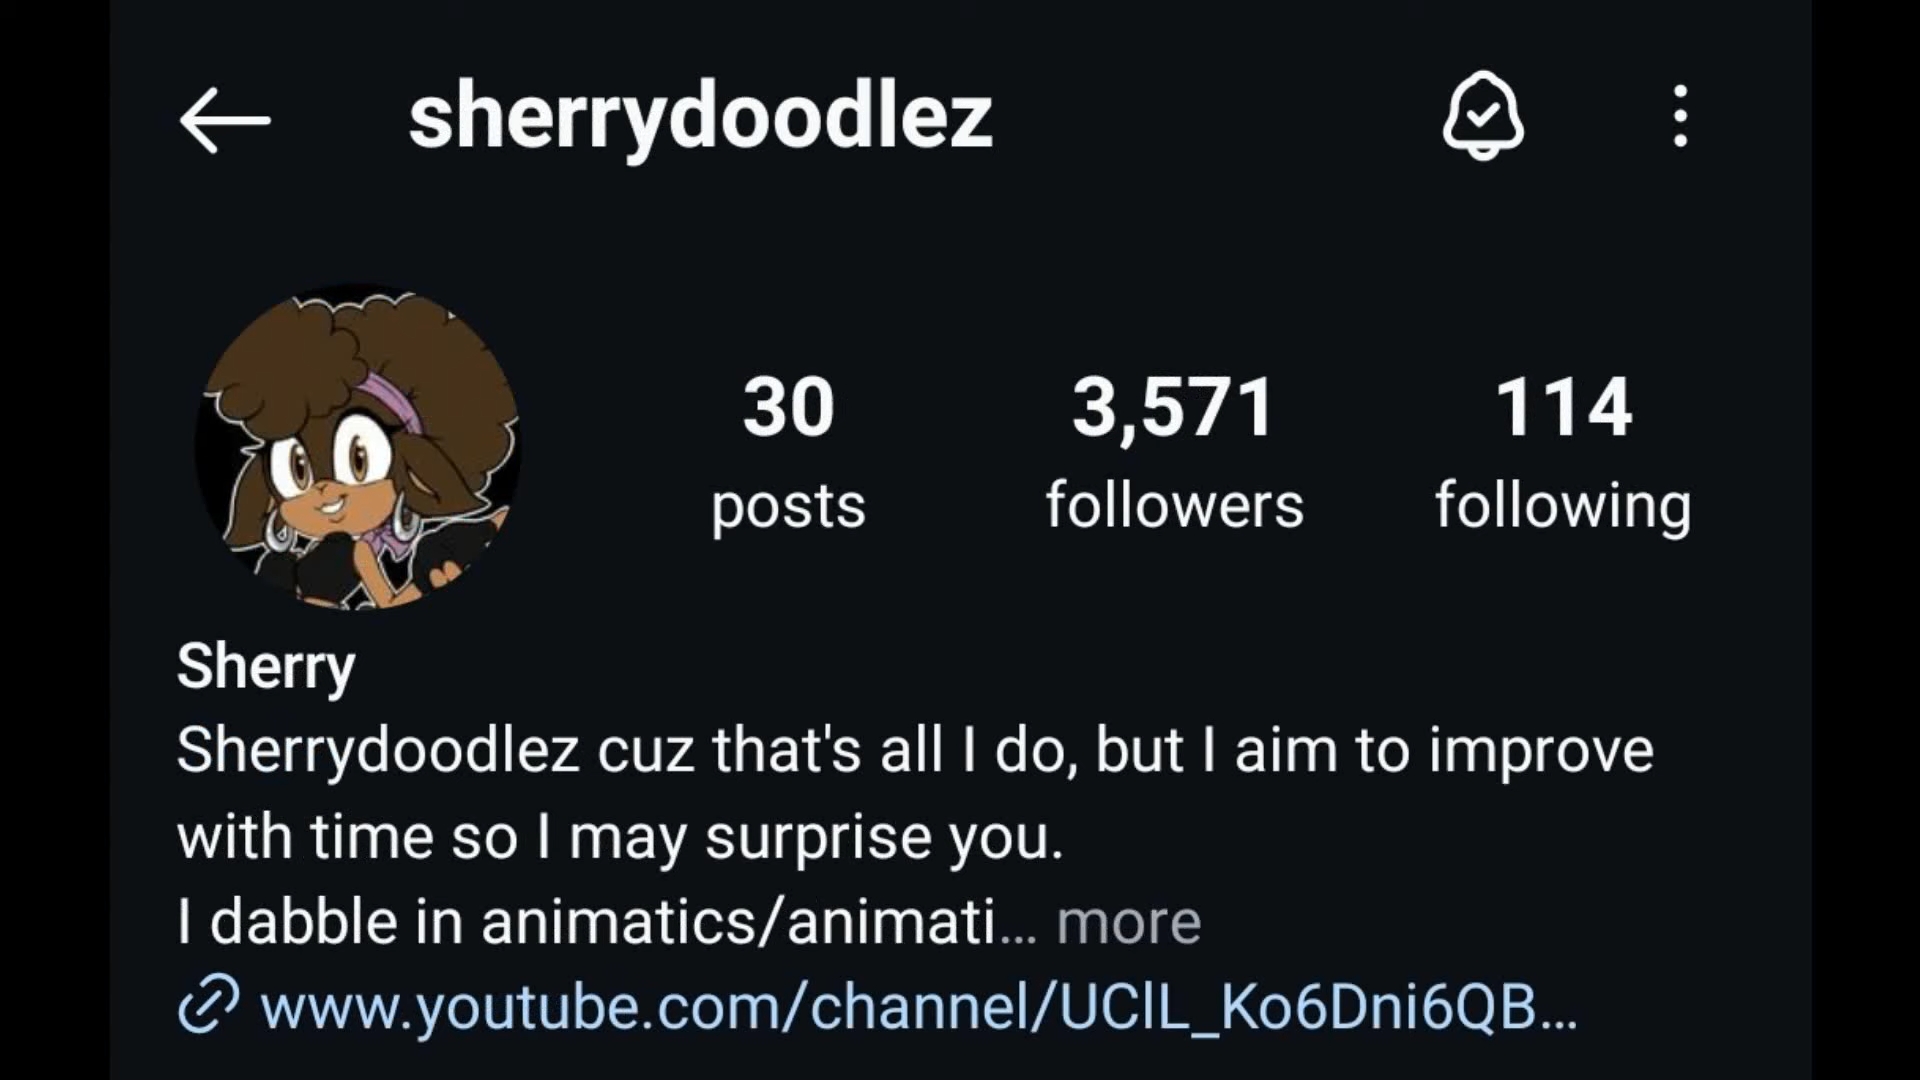 sherrydoodlez
30 3,571 114
posts followers following
Sherry
Sherrydoodlez cuz that's all I do, but I aim to improve
with time so I may surprise you.
I dabble in animatics/animati... more
www.youtube.com/channel/UClL_Ko6Dni6QB...